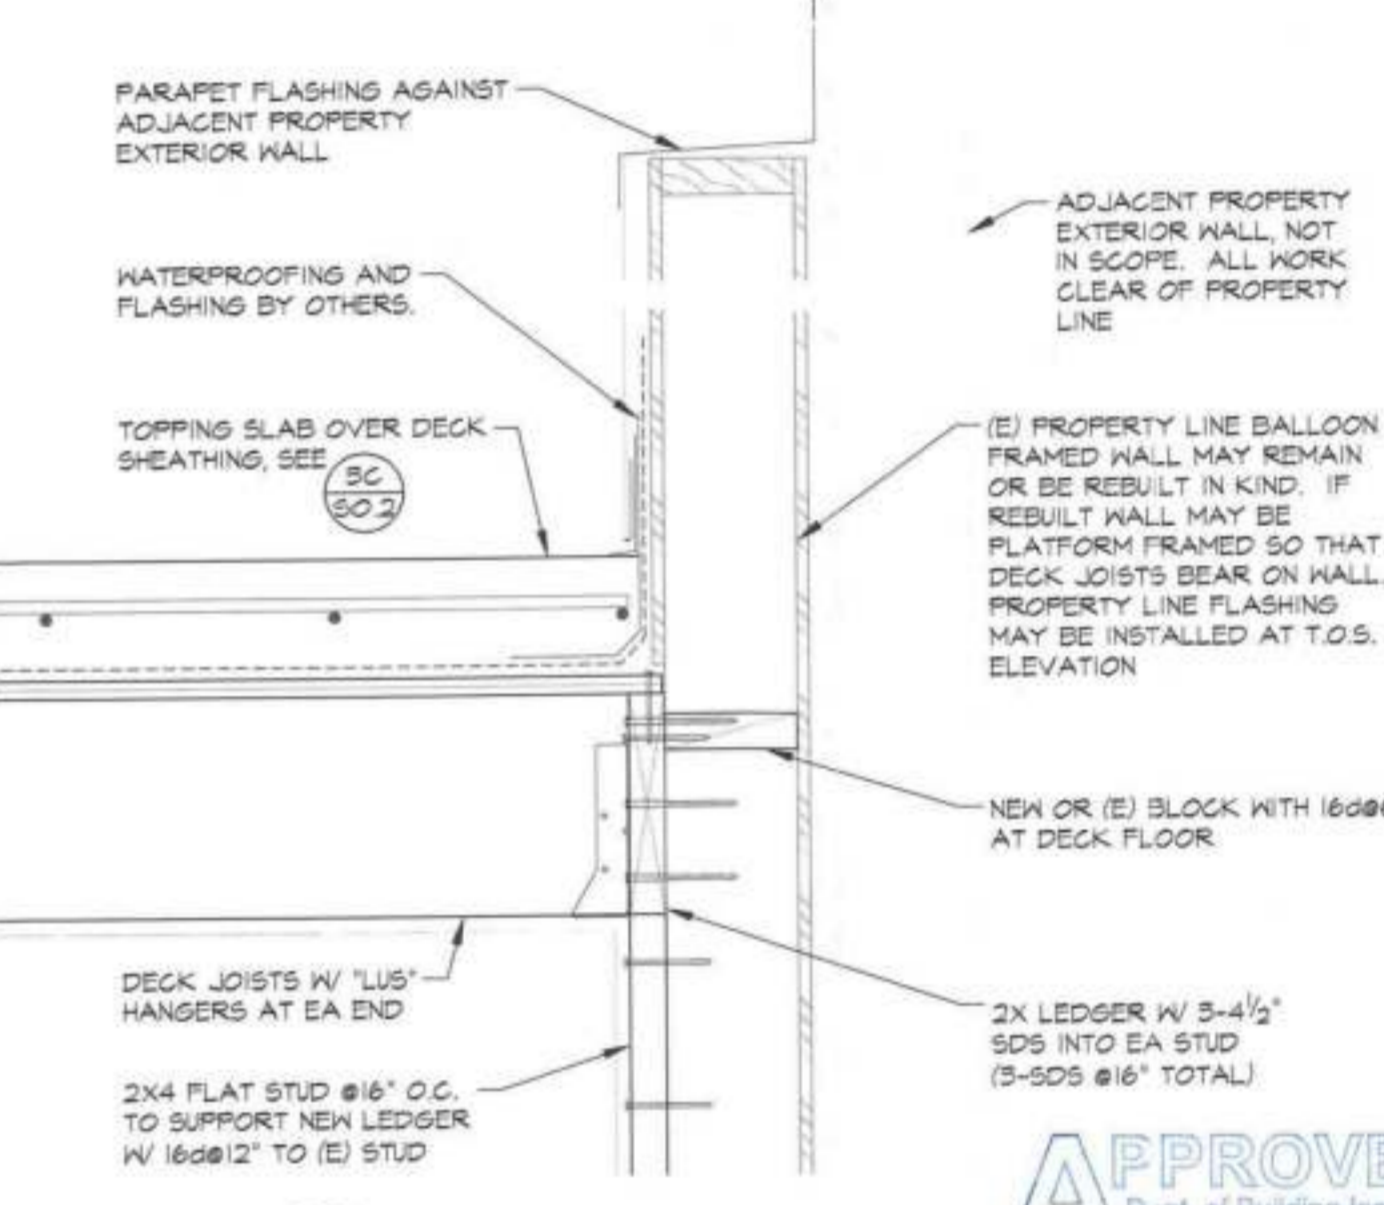 PARAPET FLASHING AGAINST
ADJACENT PROPERTY
EXTERIOR WALL
ADJACENT PROPERTY
EXTERIOR WALL, NOT
IN SCOPE. ALL WORK
CLEAR OF PROPERTY
LINE
WATERPROOFING AND
FLASHING BY OTHERS.
TOPPING SLAB OVER DECK
SHEATHING, SEE
3C
S0.2
(E) PROPERTY LINE BALLOON
FRAMED WALL MAY REMAIN
OR BE REBUILT IN KIND. IF
REBUILT WALL MAY BE
PLATFORM FRAMED SO THAT
DECK JOISTS BEAR ON WALL.
PROPERTY LINE FLASHING
MAY BE INSTALLED AT T.O.S.
ELEVATION
NEW OR (E) BLOCK WITH 16d@
AT DECK FLOOR
DECK JOISTS W/ "LUS"
HANGERS AT EA END
2X LEDGER W/ 3-4½"
SDS INTO EA STUD
(3-SDS @16" TOTAL)
2X4 FLAT STUD @16" O.C.
TO SUPPORT NEW LEDGER
W/ 16d@12" TO (E) STUD
APPROVE
Dept. of Building